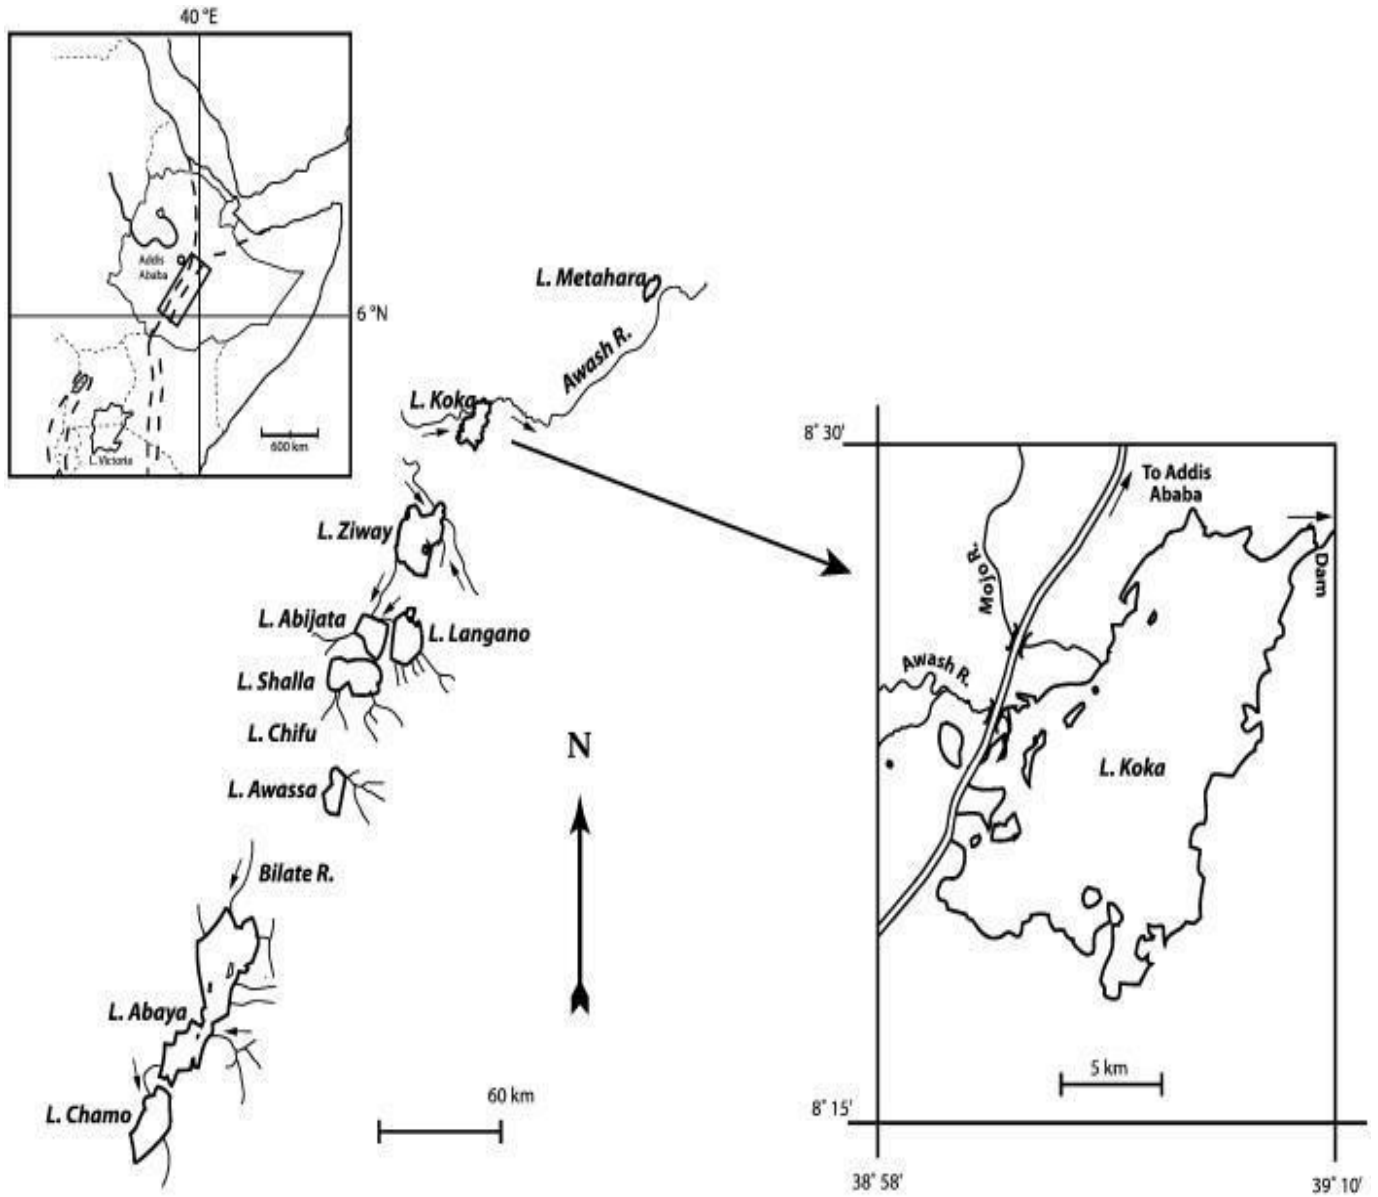 40 °E
Addis
Ababa
6 °N
600 km
L. Victoria
L. Metahara
Awash R.
L. Koka
L. Ziway
L. Abijata
L. Langano
L. Shalla
L. Chifu
L. Awassa
Bilate R.
L. Abaya
L. Chamo
N
60 km
8° 30'
To Addis
Ababa
Mojo R.
Dam
Awash R.
L. Koka
5 km
8° 15'
38° 58'
39° 10'